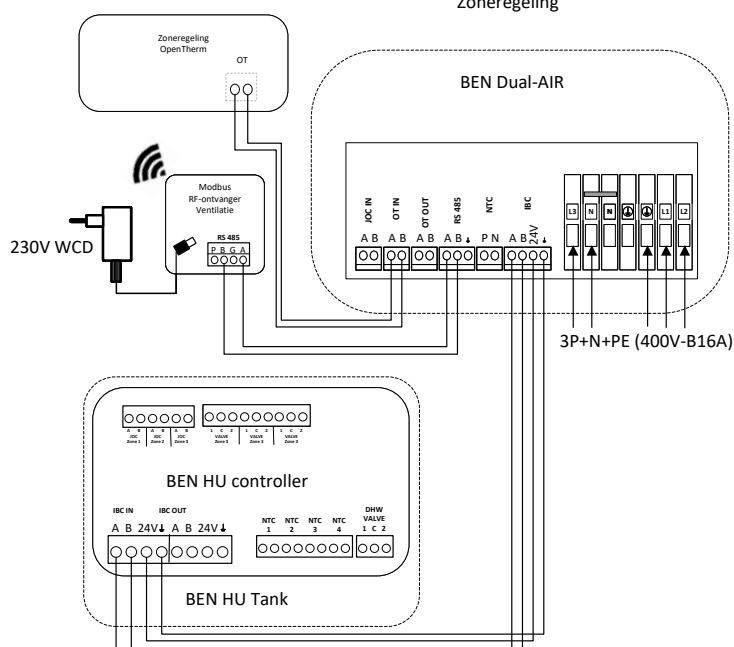 Zoneregeling
Zoneregeling
OpenTherm
OT
BEN Dual-AIR
JOC IN
OT IN
OT OUT
RS 485
NTC
IBC
A B A B A B A B ↓ P N A B 24V ↓
L3 N N L1 L2
3P+N+PE (400V-B16A)
Modbus
RF-ontvanger
Ventilatie
RS 485
P B G A
230V WCD
A B A B A B
JOC JOC JOC
Zone 1 Zone 2 Zone 3
1 C 2 1 C 2 1 C 2
VALVE VALVE VALVE
Zone 3 Zone 3 Zone 3
BEN HU controller
IBC IN IBC OUT
A B 24V ↓ A B 24V ↓
NTC NTC NTC NTC
1 2 3 4
DHW
VALVE
1 C 2
BEN HU Tank